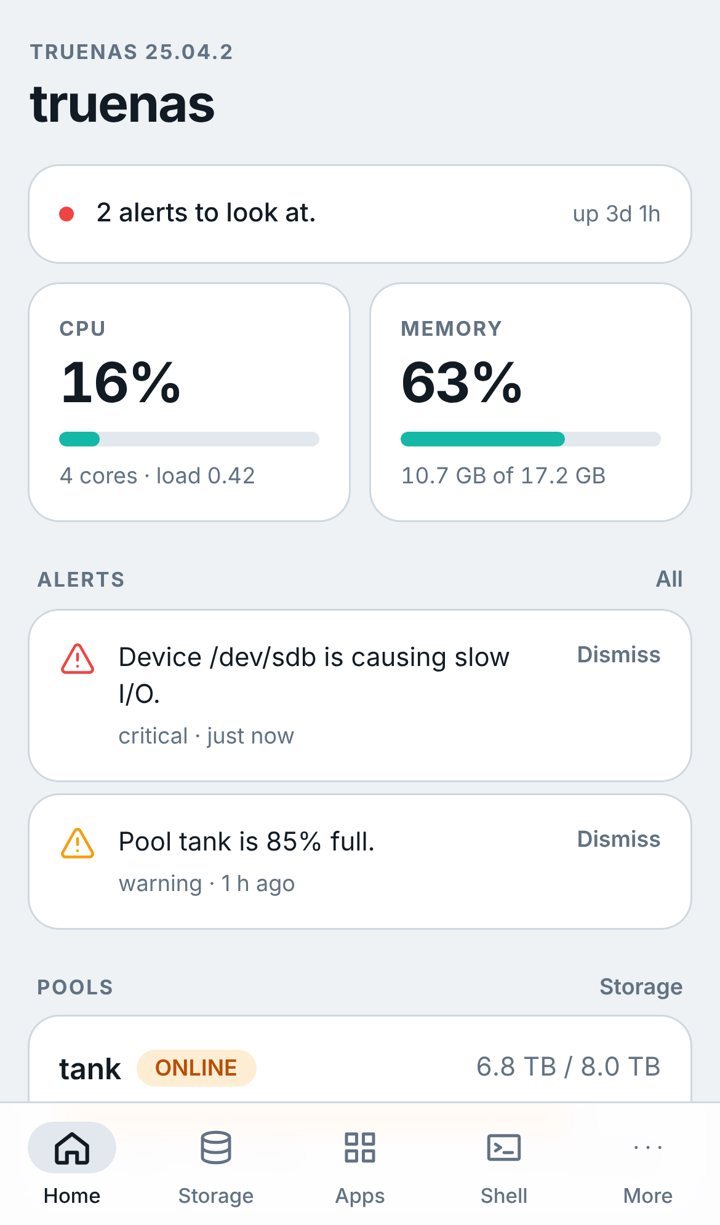 TRUENAS 25.04.2
truenas
2 alerts to look at.
up 3d 1h
CPU
16%
4 cores · load 0.42
MEMORY
63%
10.7 GB of 17.2 GB
ALERTS
All
Device /dev/sdb is causing slow
I/O.
Dismiss
critical · just now
Pool tank is 85% full.
Dismiss
warning · 1 h ago
POOLS
Storage
tank
ONLINE
6.8 TB / 8.0 TB
Home
Storage
Apps
Shell
More